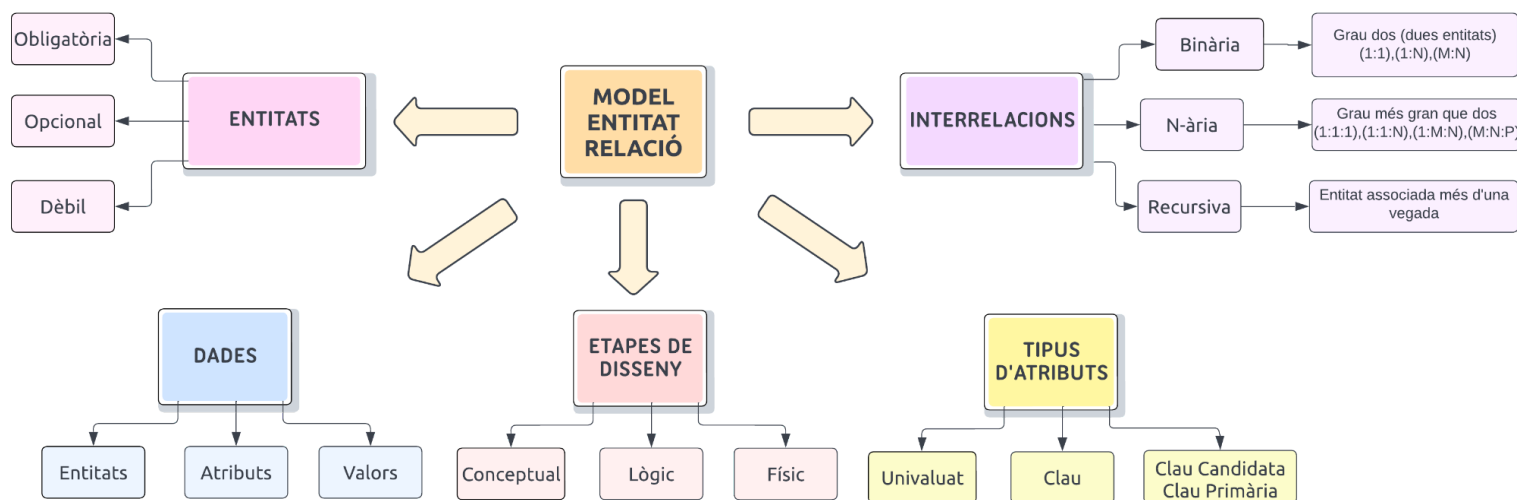 MODEL
ENTITAT
RELACIÓ
ENTITATS
Obligatòria
Opcional
Dèbil
INTERRELACIONS
Binària
Grau dos (dues entitats)
(1:1),(1:N),(M:N)
N-ària
Grau més gran que dos
(1:1:1),(1:1:N),(1:M:N),(M:N:P)
Recursiva
Entitat associada més d'una
vegada
DADES
Entitats
Atributs
Valors
ETAPES DE
DISSENY
Conceptual
Lògic
Físic
TIPUS
D'ATRIBUTS
Univaluat
Clau
Clau Candidata
Clau Primària